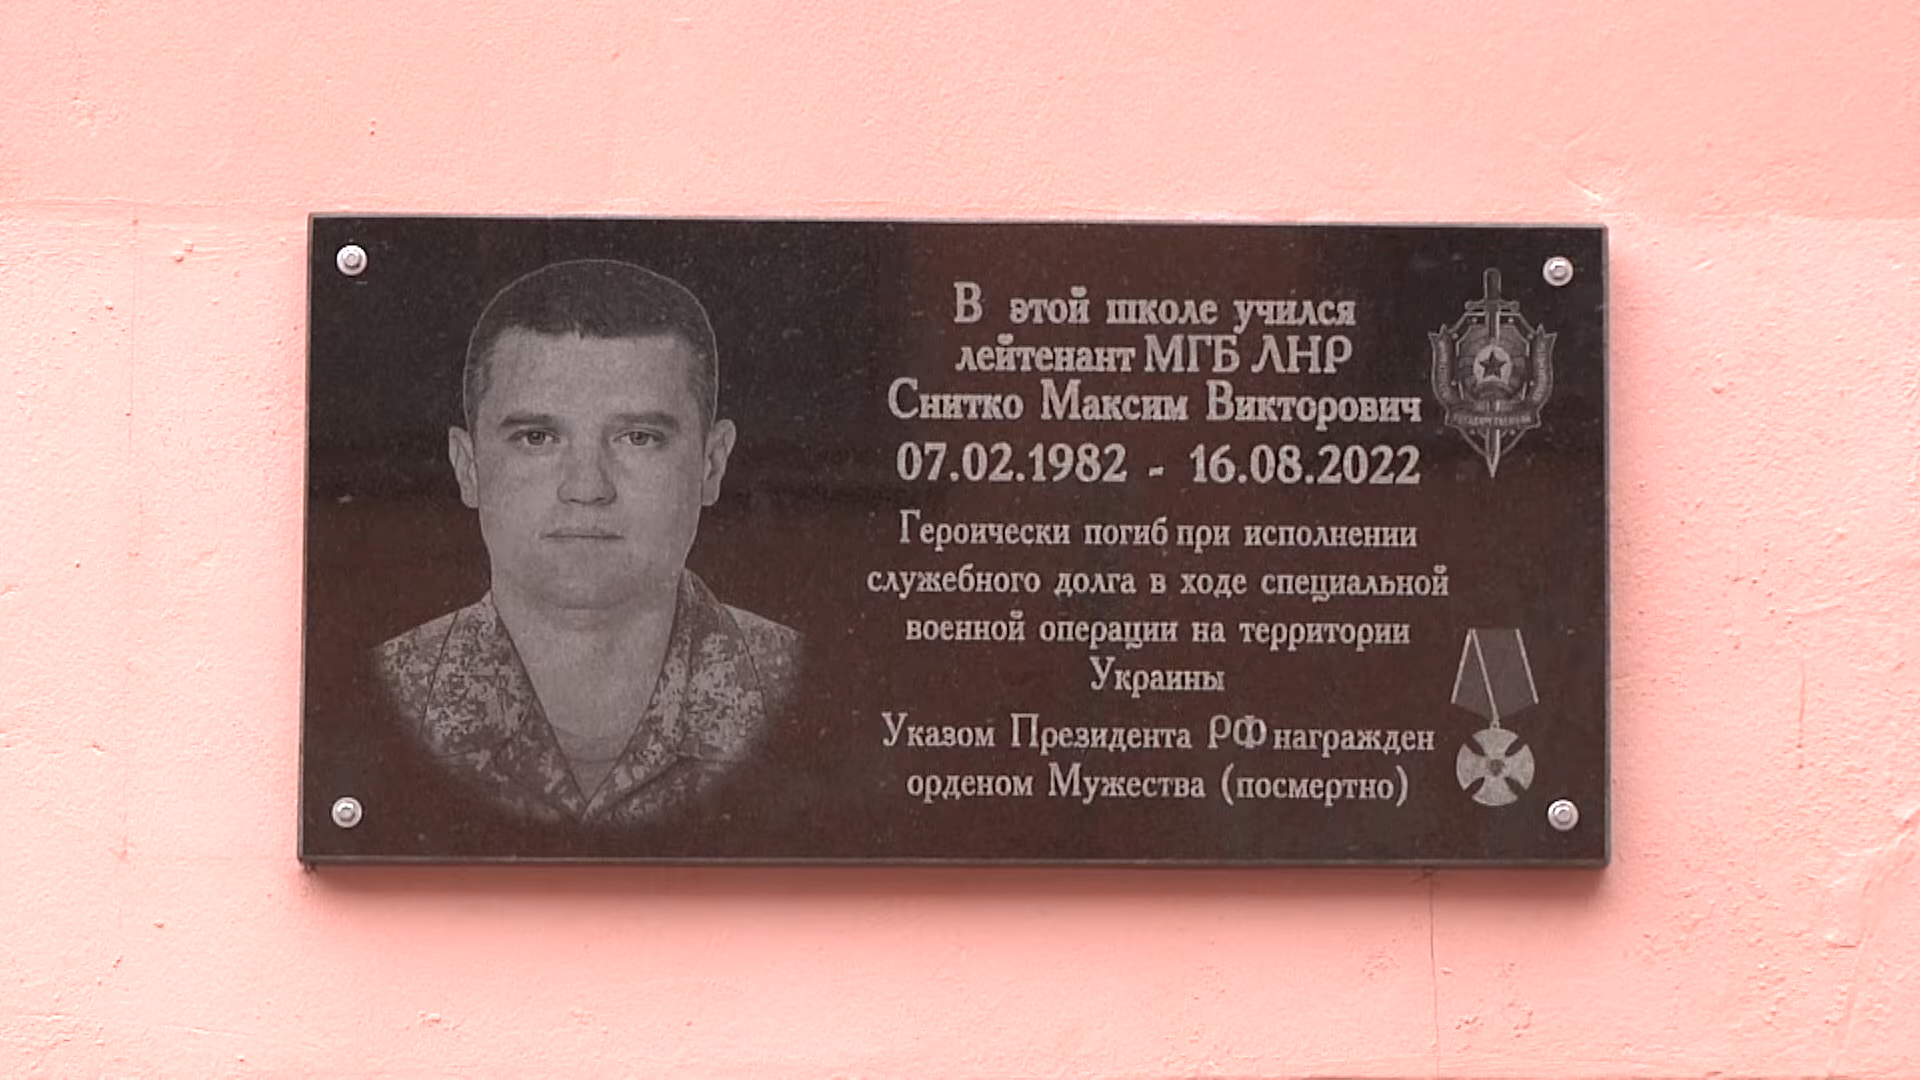 В этой школе учился
лейтенант МГБ ЛНР
Снитко Максим Викторович
07.02.1982 - 16.08.2022
Героически погиб при исполнении
служебного долга в ходе специальной
военной операции на территории
Украины
Указом Президента РФ награжден
орденом Мужества (посмертно)